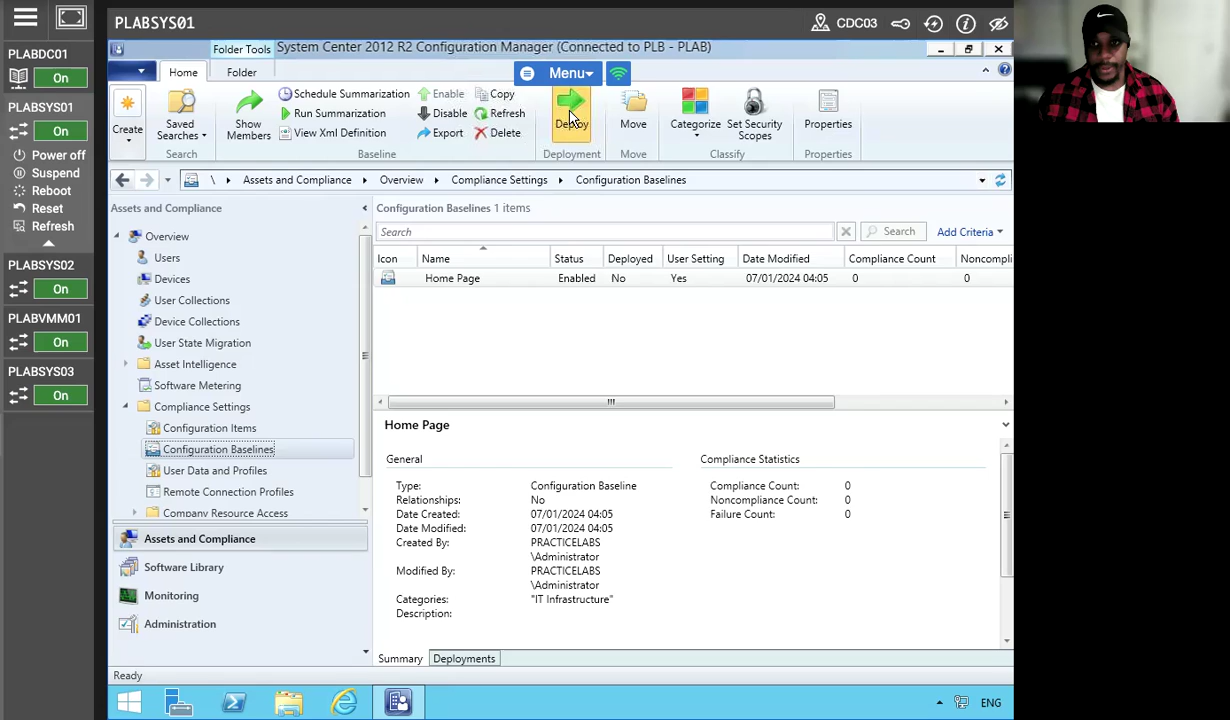 PLABSYS01
CDC03
PLABDC01
On
PLABSYS01
On
Power off
Suspend
Reboot
Reset
Refresh
PLABSYS02
On
PLABVMM01
On
PLABSYS03
On
Folder Tools
System Center 2012 R2 Configuration Manager (Connected to PLB - PLAB)
Home
Folder
Menu
Create
Saved Searches
Search
Show Members
Schedule Summarization
Run Summarization
View Xml Definition
Enable
Disable
Export
Copy
Refresh
Delete
Baseline
Deploy
Deployment
Move
Move
Categorize
Set Security Scopes
Classify
Properties
Properties
\ Assets and Compliance Overview Compliance Settings Configuration Baselines
Assets and Compliance
Overview
Users
Devices
User Collections
Device Collections
User State Migration
Asset Intelligence
Software Metering
Compliance Settings
Configuration Items
Configuration Baselines
User Data and Profiles
Remote Connection Profiles
Company Resource Access
Assets and Compliance
Software Library
Monitoring
Administration
Configuration Baselines 1 items
Search
Search
Add Criteria
Icon Name Status Deployed User Setting Date Modified Compliance Count Noncompli
Home Page Enabled No Yes 07/01/2024 04:05 0 0
Home Page
General
Type: Configuration Baseline
Relationships: No
Date Created: 07/01/2024 04:05
Date Modified: 07/01/2024 04:05
Created By: PRACTICELABS
\Administrator
Modified By: PRACTICELABS
\Administrator
Categories: "IT Infrastructure"
Description:
Compliance Statistics
Compliance Count: 0
Noncompliance Count: 0
Failure Count: 0
Summary
Deployments
Ready
ENG